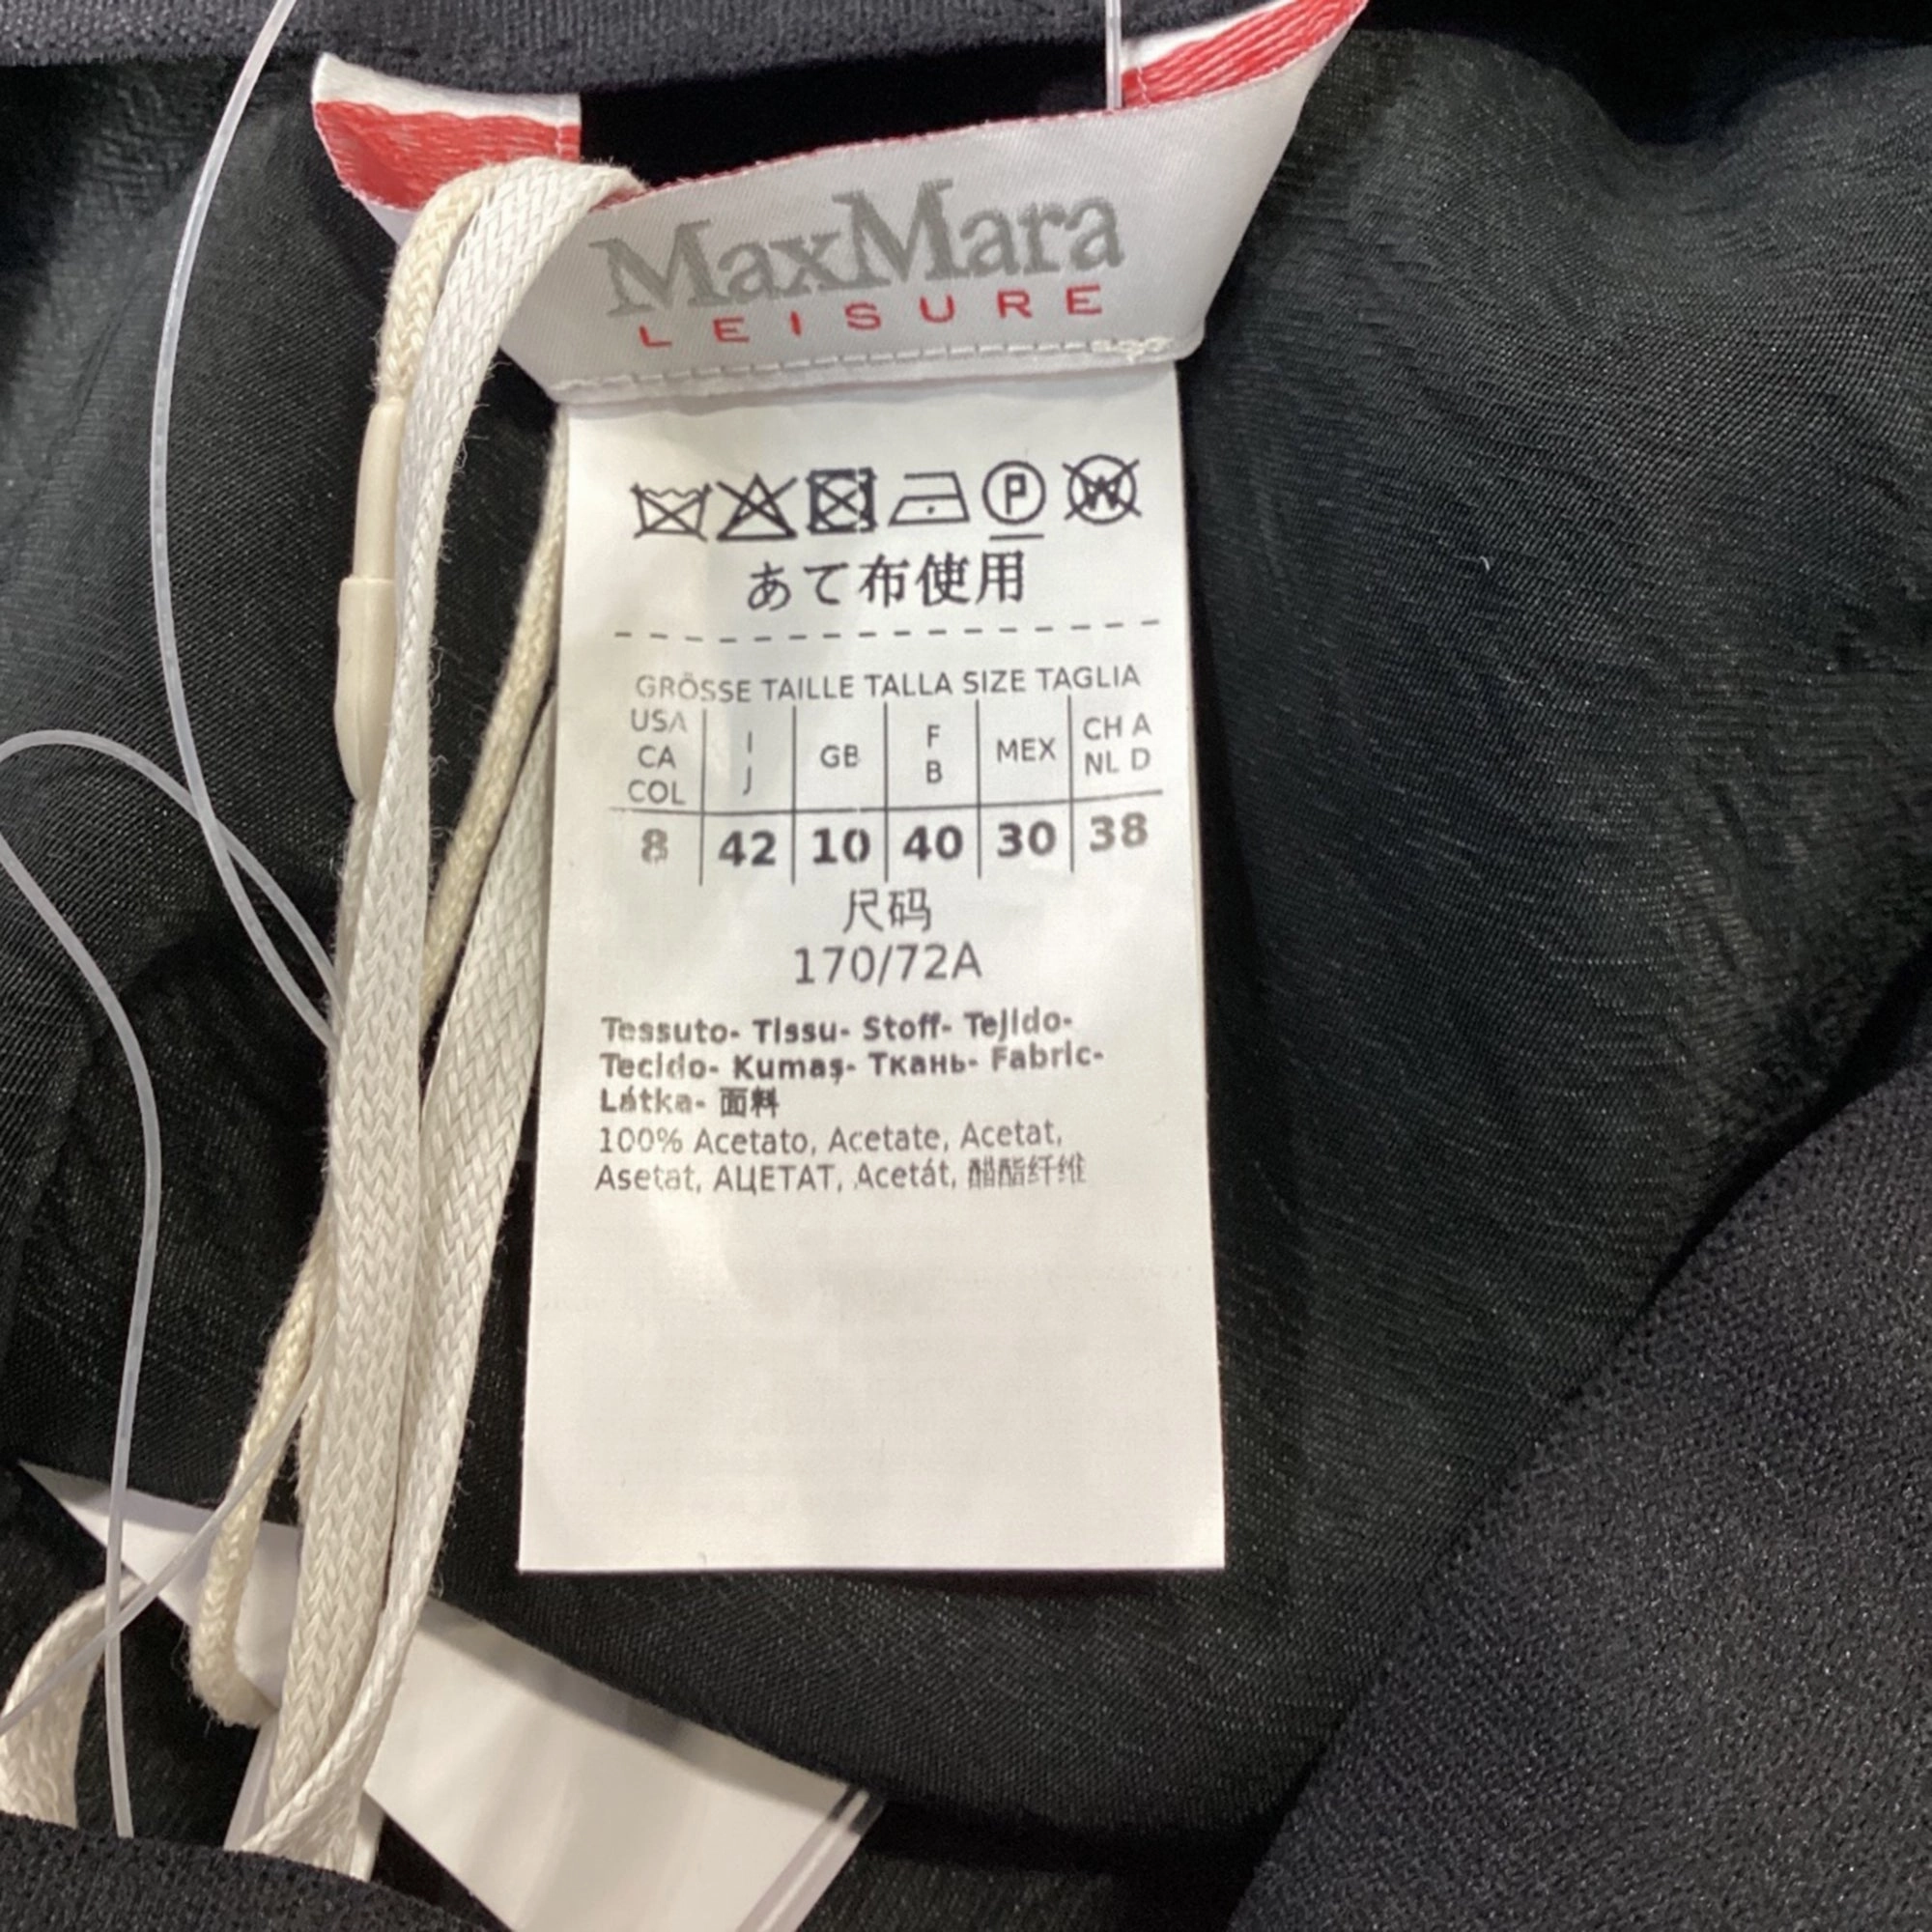 MaxMara
LEISURE
P W
あて布使用
GRÖSSE TAILLE TALLA SIZE TAGLIA
USA CA COL | I J | GB | F B | MEX | CH A NL D
8 | 42 | 10 | 40 | 30 | 38
尺码
170/72A
Tessuto- Tissu- Stoff- Tejido-
Tecido- Kumaş- Ткань- Fabric-
Látka- 面料
100% Acetato, Acetate, Acetat,
Asetat, АЦЕТАТ, Acetát, 醋酯纤维